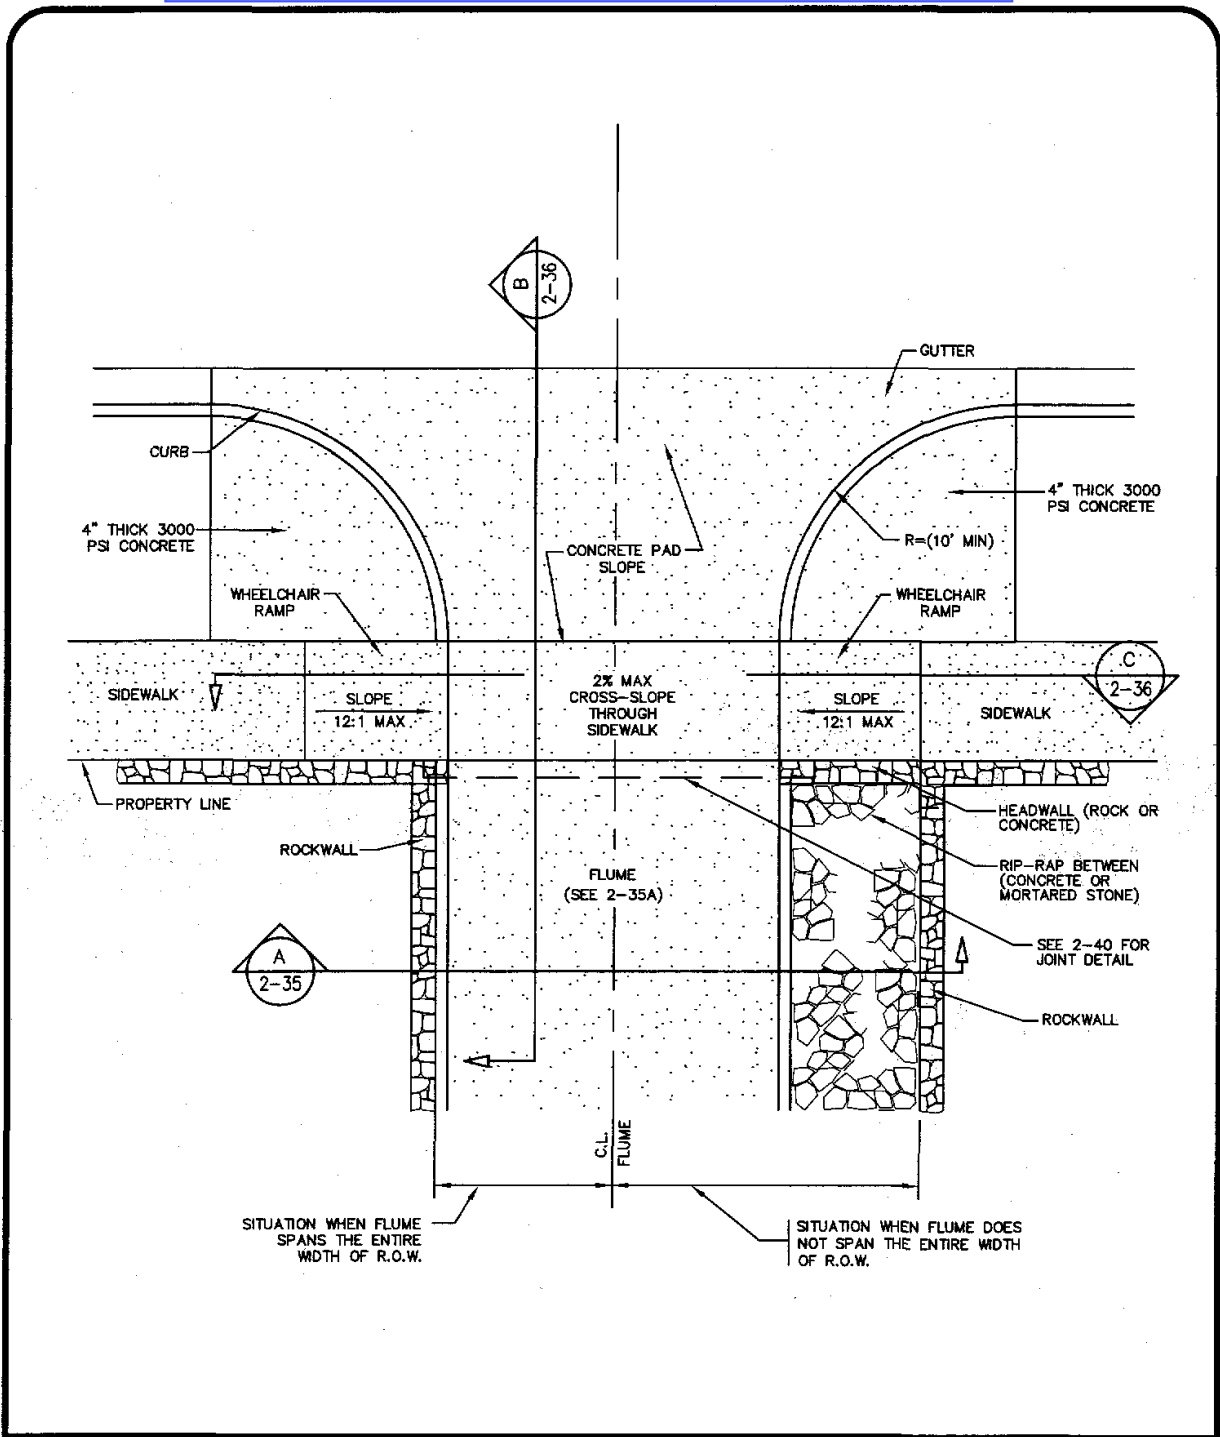 B
2-36
GUTTER
CURB
4" THICK 3000
PSI CONCRETE
4" THICK 3000
PSI CONCRETE
R=(10' MIN)
CONCRETE PAD
SLOPE
WHEELCHAIR
RAMP
WHEELCHAIR
RAMP
SIDEWALK
SLOPE
12:1 MAX
2% MAX
CROSS-SLOPE
THROUGH
SIDEWALK
SLOPE
12:1 MAX
SIDEWALK
C
2-36
PROPERTY LINE
HEADWALL (ROCK OR
CONCRETE)
ROCKWALL
RIP-RAP BETWEEN
(CONCRETE OR
MORTARED STONE)
FLUME
(SEE 2-35A)
SEE 2-40 FOR
JOINT DETAIL
A
2-35
ROCKWALL
C.L.
FLUME
SITUATION WHEN FLUME
SPANS THE ENTIRE
WIDTH OF R.O.W.
SITUATION WHEN FLUME DOES
NOT SPAN THE ENTIRE WIDTH
OF R.O.W.